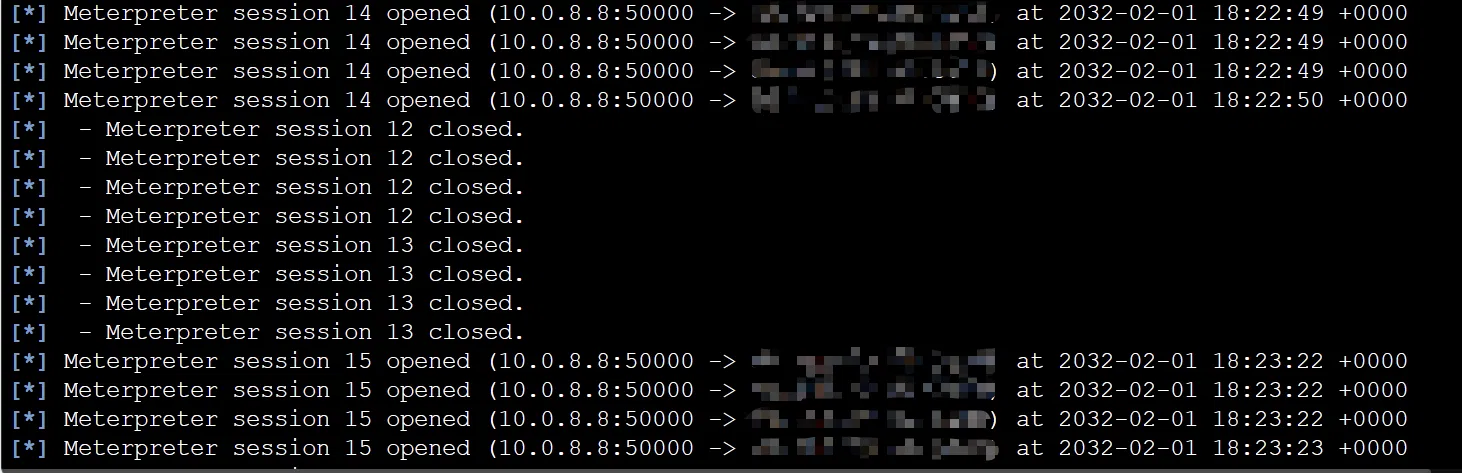 [*] Meterpreter session 14 opened (10.0.8.8:50000 -> at 2032-02-01 18:22:49 +0000
[*] Meterpreter session 14 opened (10.0.8.8:50000 -> at 2032-02-01 18:22:49 +0000
[*] Meterpreter session 14 opened (10.0.8.8:50000 -> ) at 2032-02-01 18:22:49 +0000
[*] Meterpreter session 14 opened (10.0.8.8:50000 -> at 2032-02-01 18:22:50 +0000
[*]  - Meterpreter session 12 closed.
[*]  - Meterpreter session 12 closed.
[*]  - Meterpreter session 12 closed.
[*]  - Meterpreter session 12 closed.
[*]  - Meterpreter session 13 closed.
[*]  - Meterpreter session 13 closed.
[*]  - Meterpreter session 13 closed.
[*]  - Meterpreter session 13 closed.
[*] Meterpreter session 15 opened (10.0.8.8:50000 -> at 2032-02-01 18:23:22 +0000
[*] Meterpreter session 15 opened (10.0.8.8:50000 -> at 2032-02-01 18:23:22 +0000
[*] Meterpreter session 15 opened (10.0.8.8:50000 -> ) at 2032-02-01 18:23:22 +0000
[*] Meterpreter session 15 opened (10.0.8.8:50000 -> at 2032-02-01 18:23:23 +0000